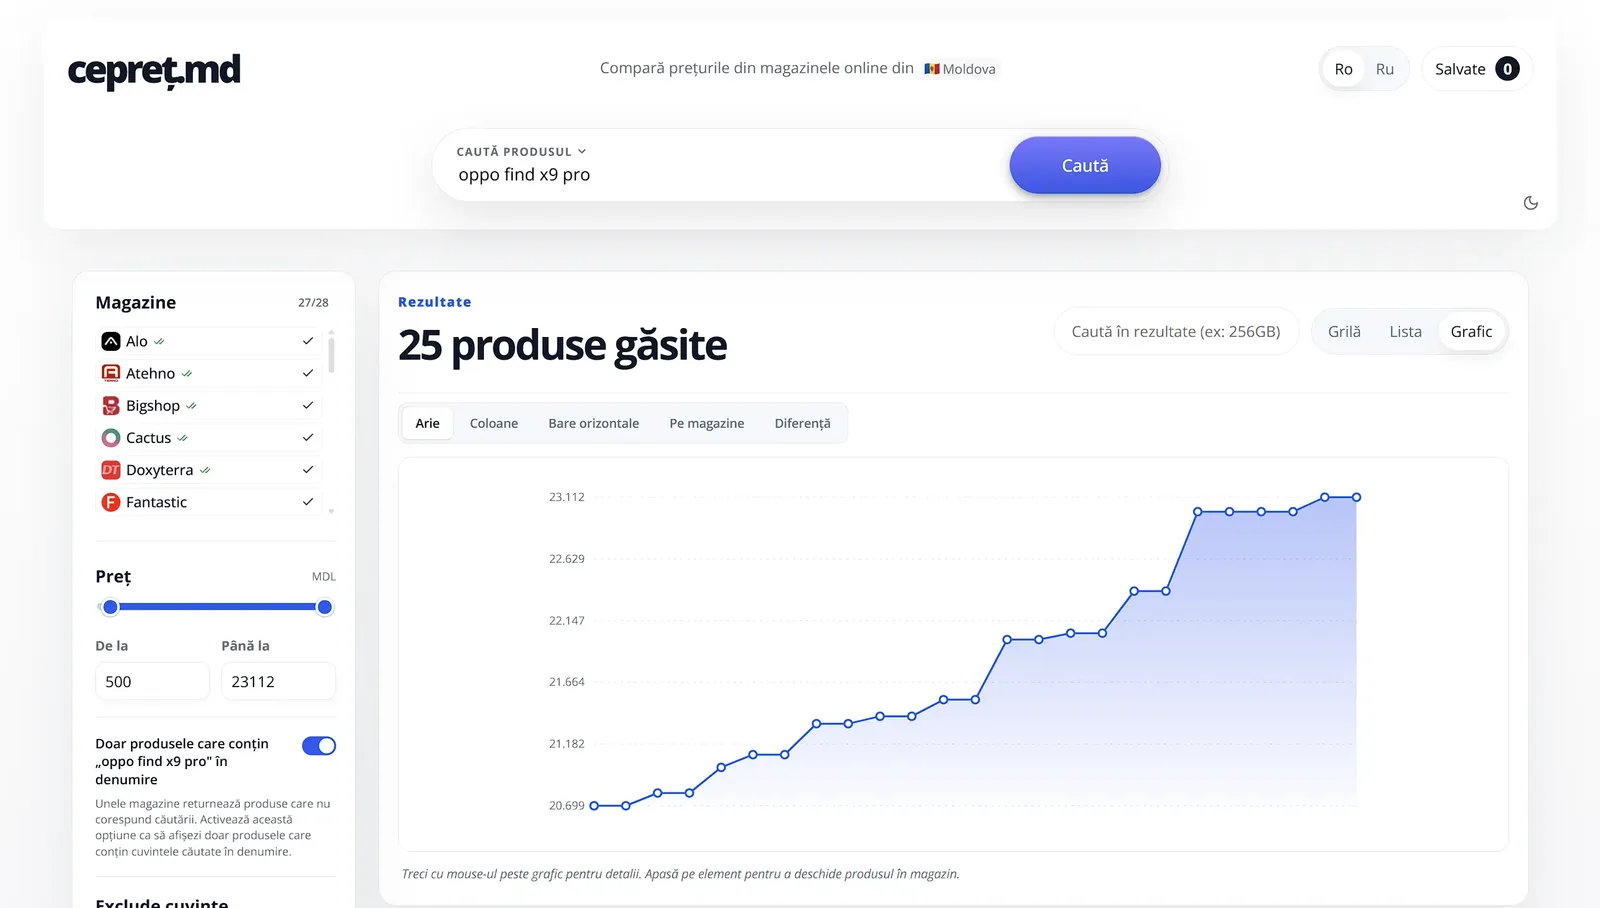 cepreț.md
Compară prețurile din magazinele online din 🇲🇩 Moldova
Ro Ru
Salvate 0
CAUTĂ PRODUSUL
oppo find x9 pro
Caută
Magazine 27/28
Alo
Atehno
Bigshop
Cactus
Doxyterra
Fantastic
Preț MDL
De la Până la
500 23112
Doar produsele care conțin
„oppo find x9 pro" în
denumire
Unele magazine returnează produse care nu
corespund căutării. Activează această
opțiune ca să afișezi doar produsele care
conțin cuvintele căutate în denumire.
Exclude cuvinte
Rezultate
25 produse găsite
Caută în rezultate (ex: 256GB)
Grilă Lista Grafic
Arie Coloane Bare orizontale Pe magazine Diferență
23.112
22.629
22.147
21.664
21.182
20.699
Treci cu mouse-ul peste grafic pentru detalii. Apasă pe element pentru a deschide produsul în magazin.